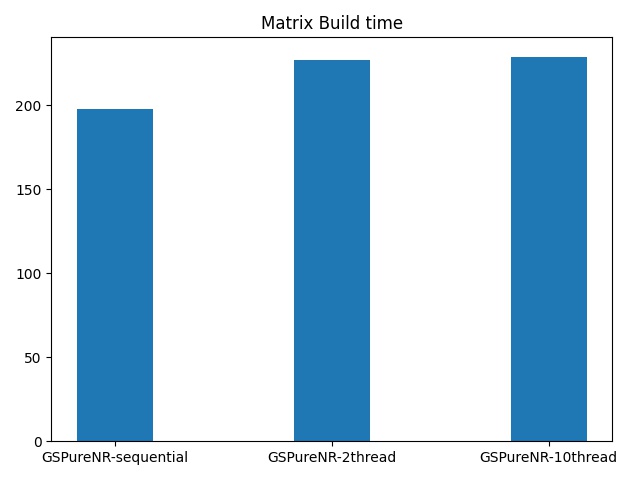 Matrix Build time
200
150
100
50
0
GSPureNR-sequential
GSPureNR-2thread
GSPureNR-10thread